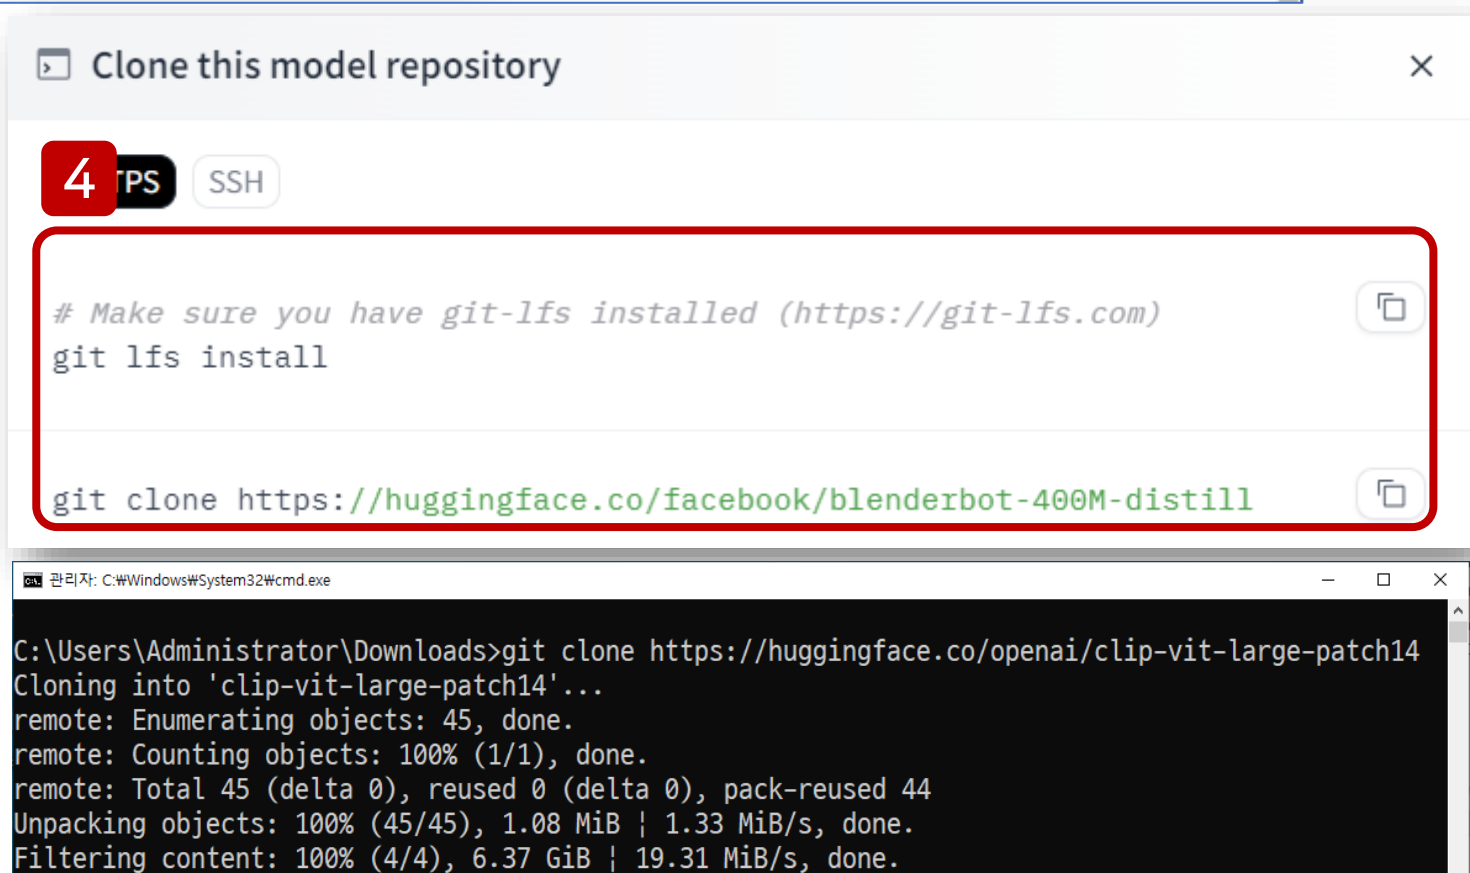 Clone this model repository
4
TPS
SSH
# Make sure you have git-lfs installed (https://git-lfs.com)
git lfs install
git clone https://huggingface.co/facebook/blenderbot-400M-distill
관리자: C:₩Windows₩System32₩cmd.exe
C:\Users\Administrator\Downloads>git clone https://huggingface.co/openai/clip-vit-large-patch14
Cloning into 'clip-vit-large-patch14'...
remote: Enumerating objects: 45, done.
remote: Counting objects: 100% (1/1), done.
remote: Total 45 (delta 0), reused 0 (delta 0), pack-reused 44
Unpacking objects: 100% (45/45), 1.08 MiB ¦ 1.33 MiB/s, done.
Filtering content: 100% (4/4), 6.37 GiB ¦ 19.31 MiB/s, done.